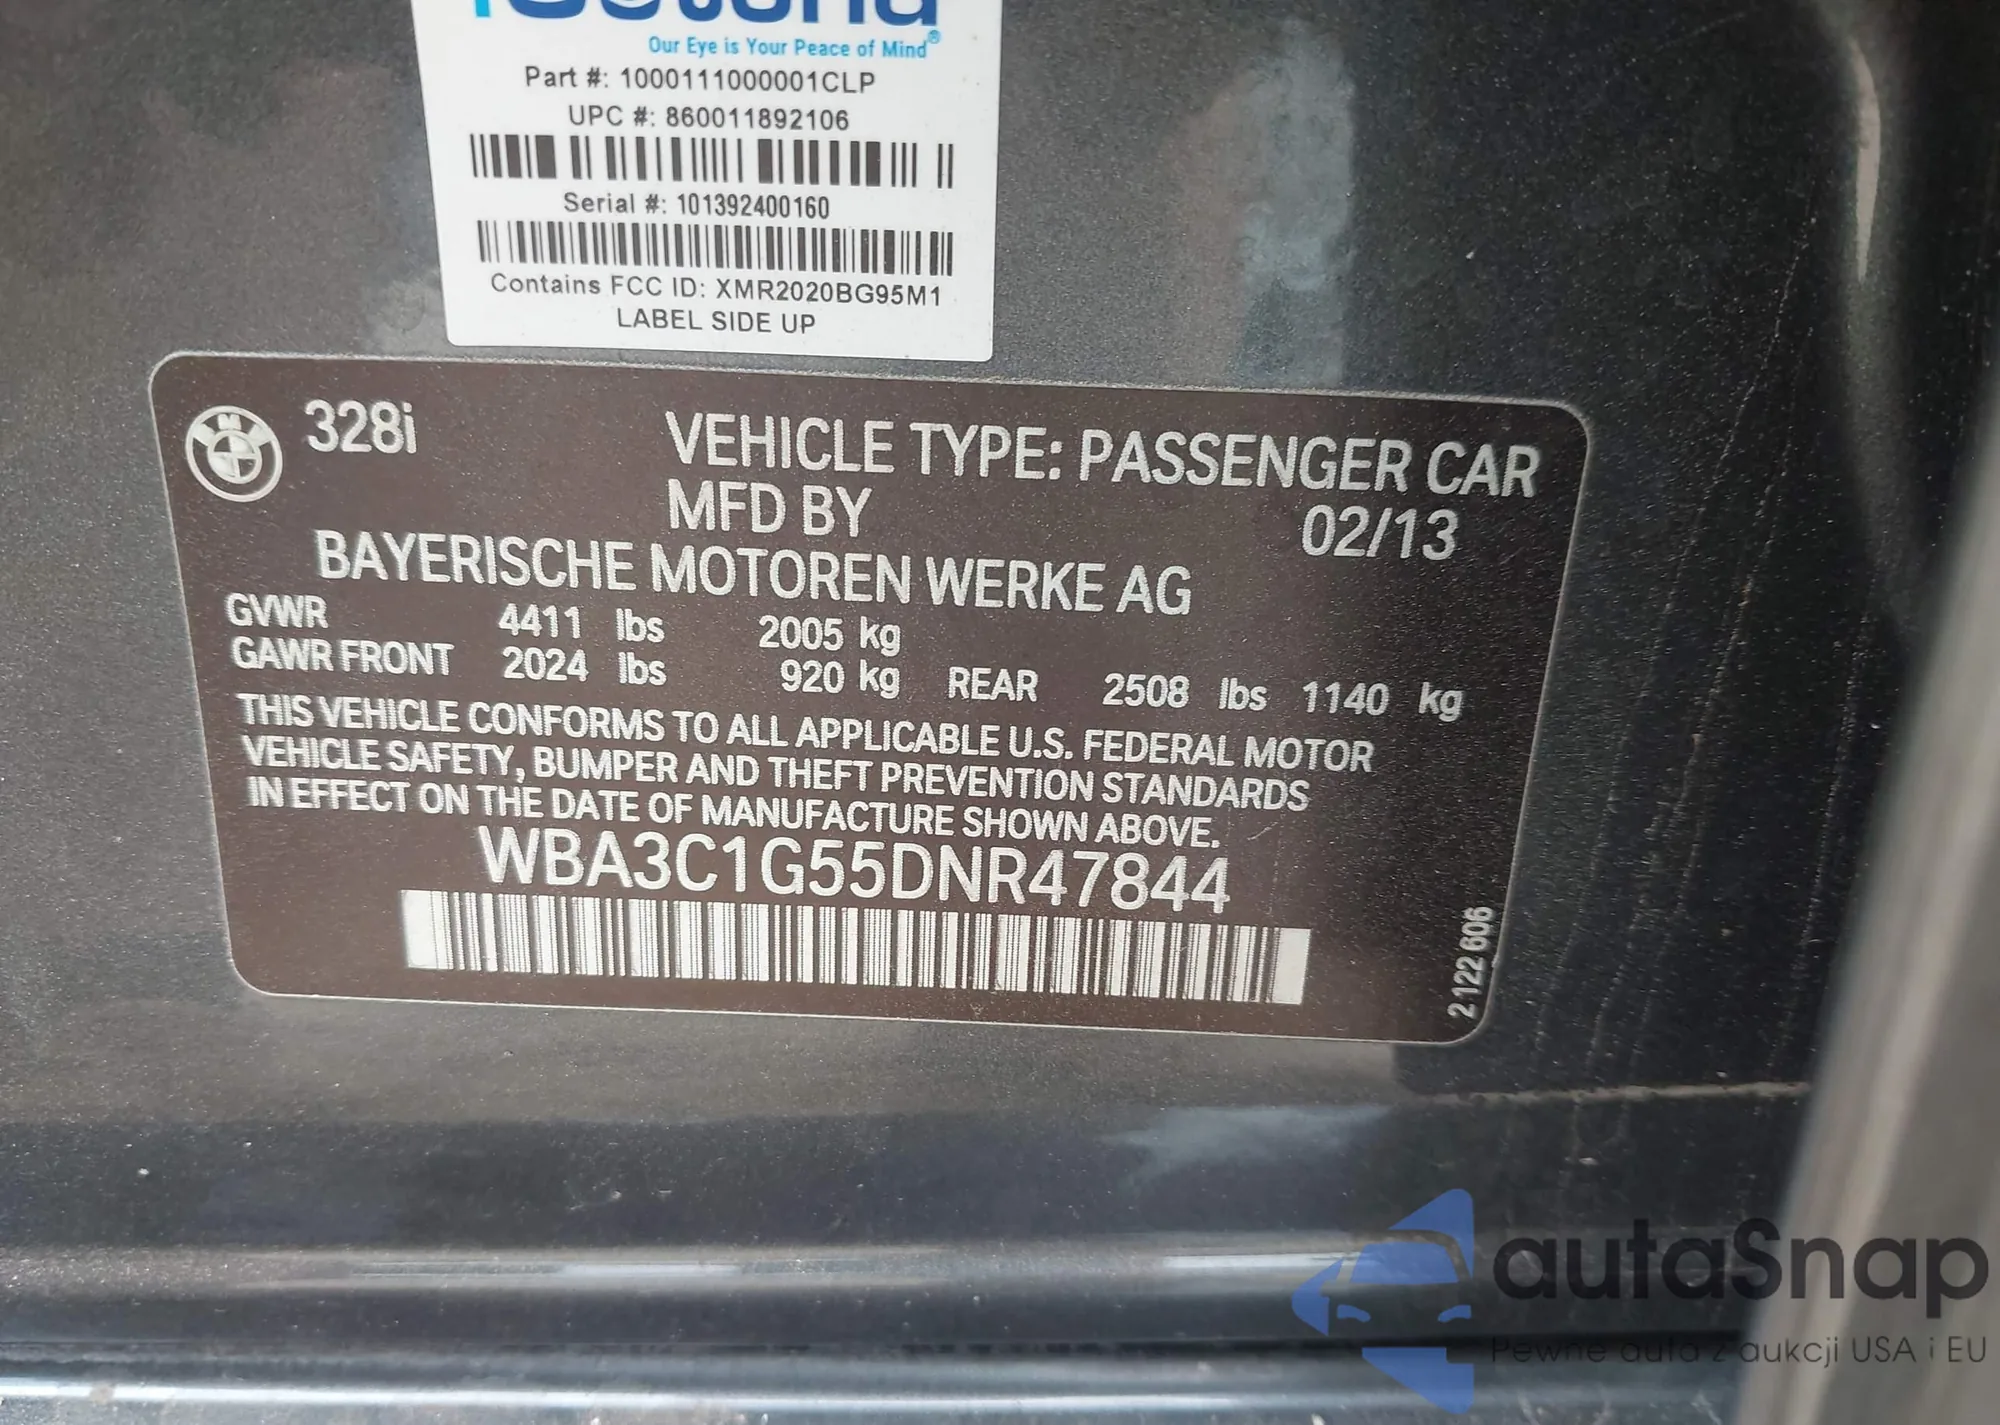 Our Eye is Your Peace of Mind®
Part #: 1000111000001CLP
UPC #: 860011892106
Serial #: 101392400160
Contains FCC ID: XMR2020BG95M1
LABEL SIDE UP
BMW
328i
VEHICLE TYPE: PASSENGER CAR
MFD BY 02/13
BAYERISCHE MOTOREN WERKE AG
GVWR 4411 lbs 2005 kg
GAWR FRONT 2024 lbs 920 kg REAR 2508 lbs 1140 kg
THIS VEHICLE CONFORMS TO ALL APPLICABLE U.S. FEDERAL MOTOR
VEHICLE SAFETY, BUMPER AND THEFT PREVENTION STANDARDS
IN EFFECT ON THE DATE OF MANUFACTURE SHOWN ABOVE.
WBA3C1G55DNR47844
2 122 606
autaSnap
Pewne auta z aukcji USA i EU